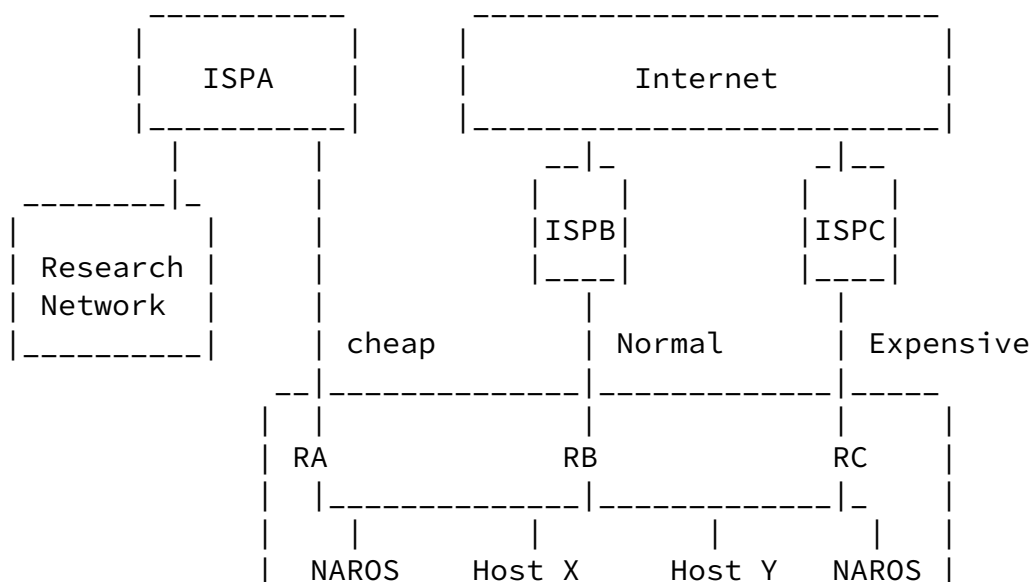 ISPA Internet
ISPB ISPC
Research
Network
cheap Normal Expensive
RA RB RC
NAROS Host X Host Y NAROS